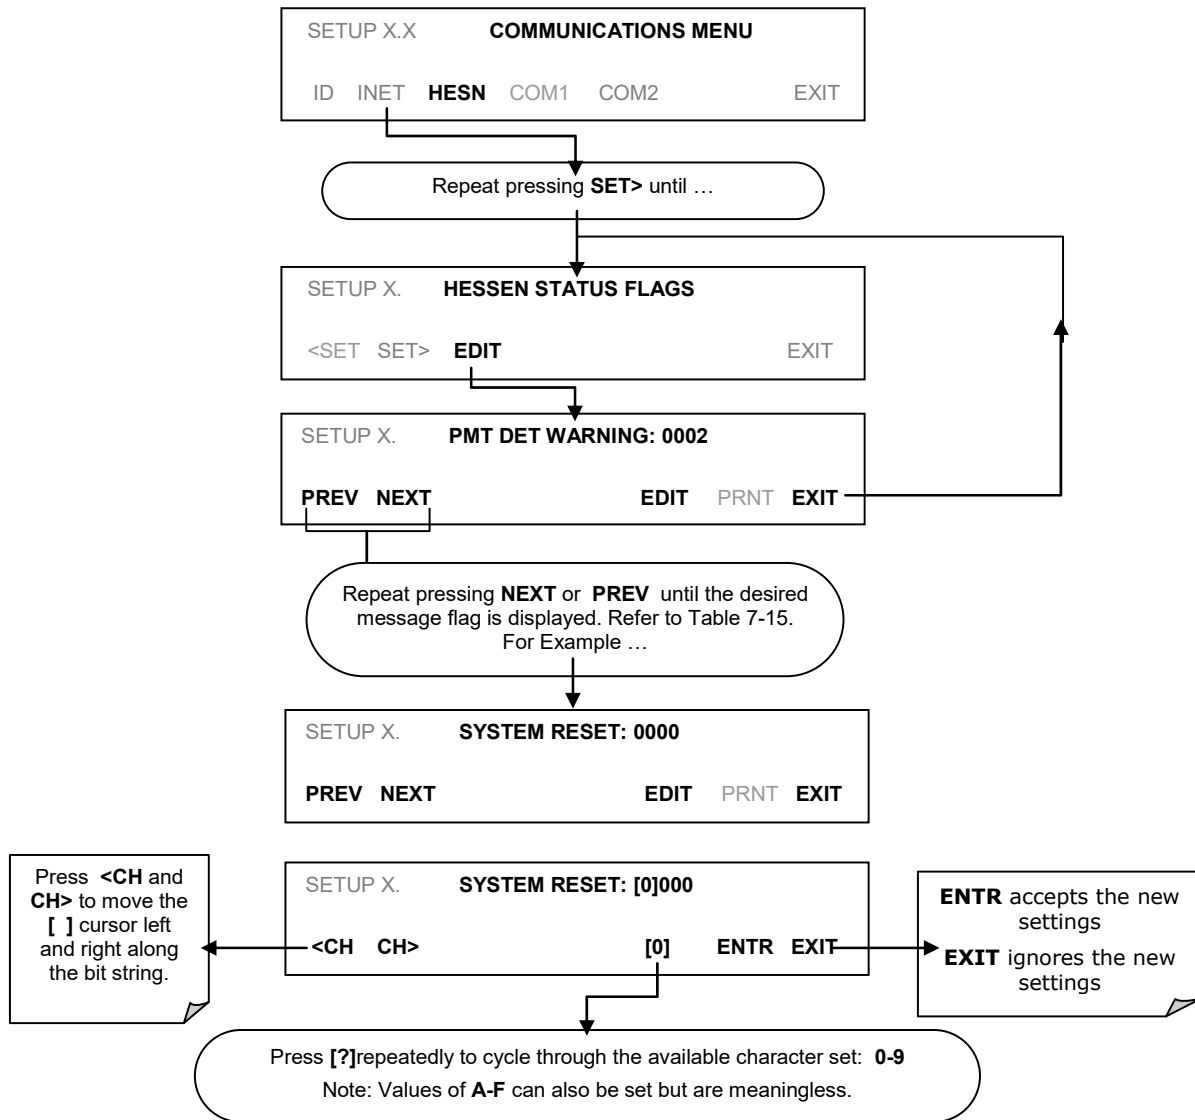 SETUP X.X COMMUNICATIONS MENU
ID INET HESN COM1 COM2 EXIT
Repeat pressing SET> until …
SETUP X. HESSEN STATUS FLAGS
<SET SET> EDIT EXIT
SETUP X. PMT DET WARNING: 0002
PREV NEXT EDIT PRNT EXIT
Repeat pressing NEXT or PREV until the desired
message flag is displayed. Refer to Table 7-15.
For Example …
SETUP X. SYSTEM RESET: 0000
PREV NEXT EDIT PRNT EXIT
Press <CH and
CH> to move the
[ ] cursor left
and right along
the bit string.
SETUP X. SYSTEM RESET: [0]000
<CH CH> [0] ENTR EXIT
ENTR accepts the new
settings
EXIT ignores the new
settings
Press [?]repeatedly to cycle through the available character set: 0-9
Note: Values of A-F can also be set but are meaningless.